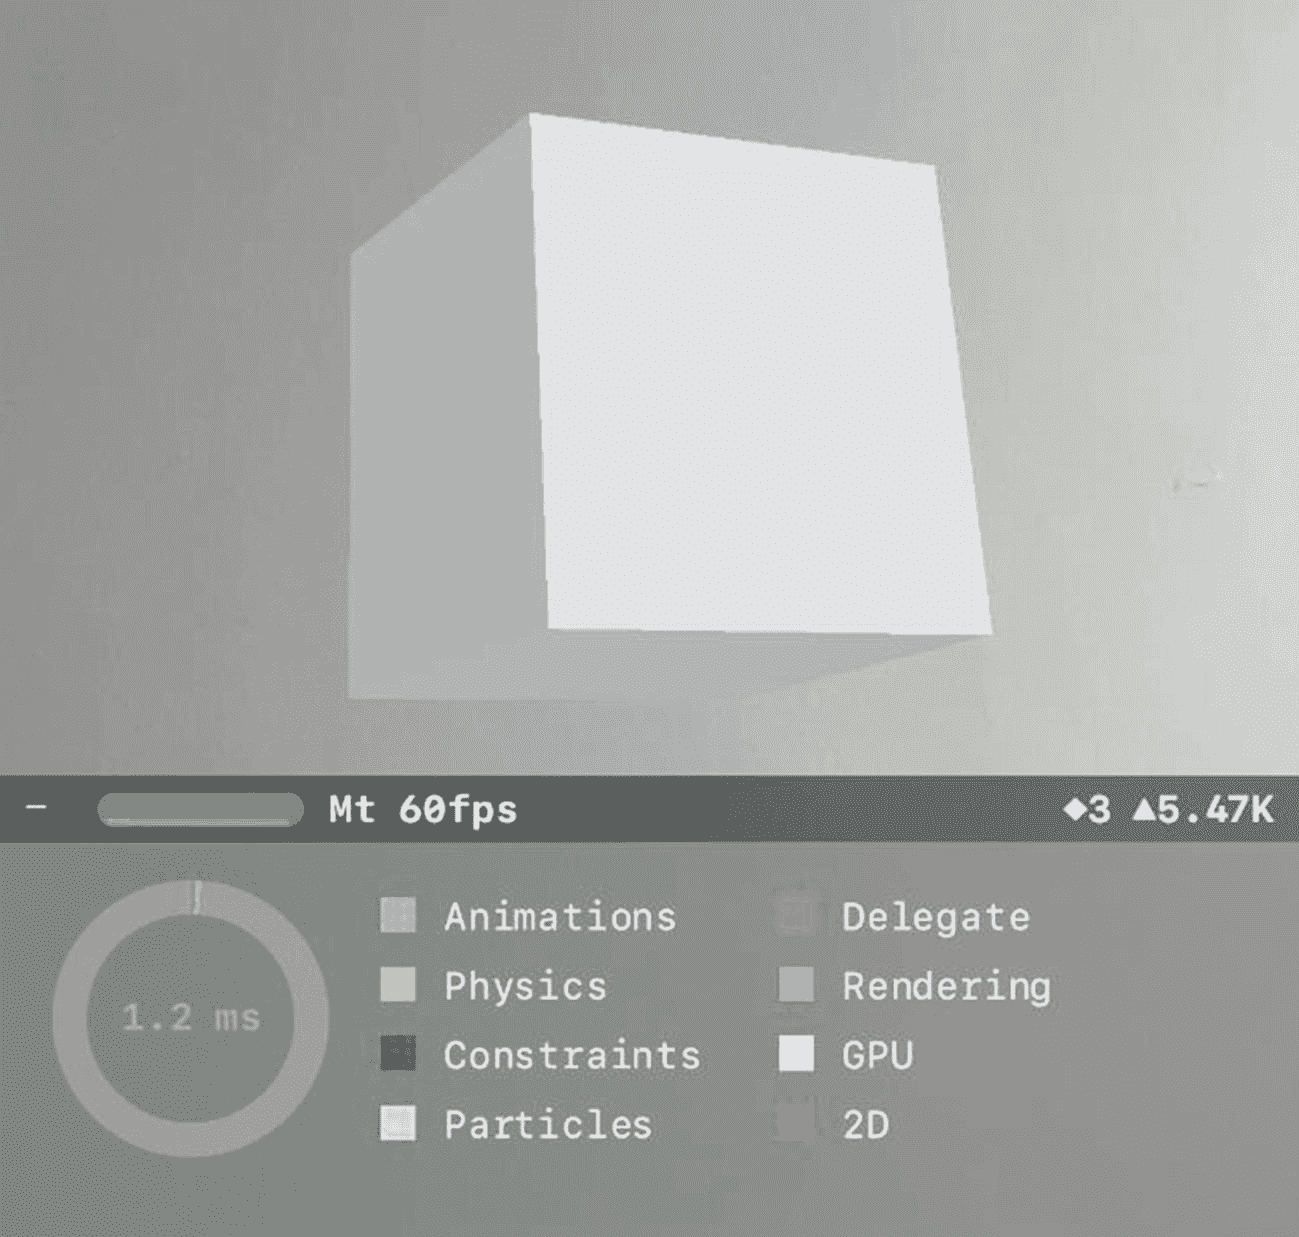 – Mt 60fps ◆3 ▲5.47K
1.2 ms
Animations Delegate
Physics Rendering
Constraints GPU
Particles 2D